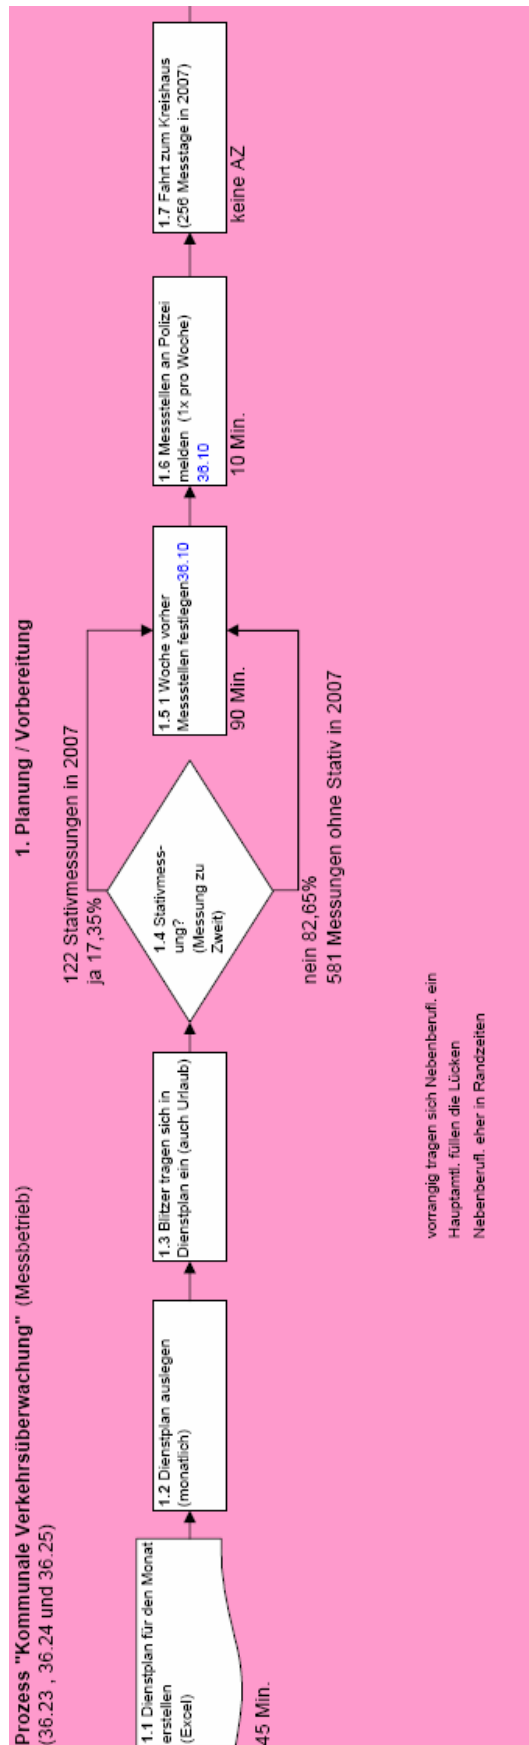 Prozess "Kommunale Verkehrsüberwachung" (Messbetrieb)
(36.23 , 36.24 und 36.25)
1. Planung / Vorbereitung
1.1 Dienstplan für den Monat
erstellen
(Excel)
45 Min.
1.2 Dienstplan auslegen
(monatlich)
1.3 Blitzer tragen sich in
Dienstplan ein (auch Urlaub)
1.4 Stativmess-
ung?
(Messung zu
Zweit)
122 Stativmessungen in 2007
ja 17,35%
nein 82,65%
581 Messungen ohne Stativ in 2007
1.5 1 Woche vorher
Messstellen festlegen36.10
90 Min.
1.6 Messstellen an Polizei
melden (1x pro Woche)
36.10
10 Min.
1.7 Fahrt zum Kreishaus
(256 Messtage in 2007)
keine AZ
vorrangig tragen sich Nebenberufl. ein
Hauptamtl. füllen die Lücken
Nebenberufl. eher in Randzeiten